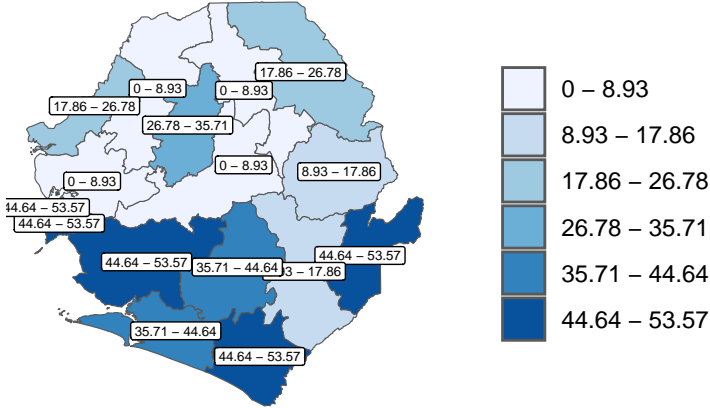 17.86 – 26.78
0 – 8.93
0 – 8.93
17.86 – 26.78
26.78 – 35.71
0 – 8.93
8.93 – 17.86
0 – 8.93
44.64 – 53.57
44.64 – 53.57
44.64 – 53.57
44.64 – 53.57
35.71 – 44.64
93 – 17.86
35.71 – 44.64
44.64 – 53.57
0 – 8.93
8.93 – 17.86
17.86 – 26.78
26.78 – 35.71
35.71 – 44.64
44.64 – 53.57